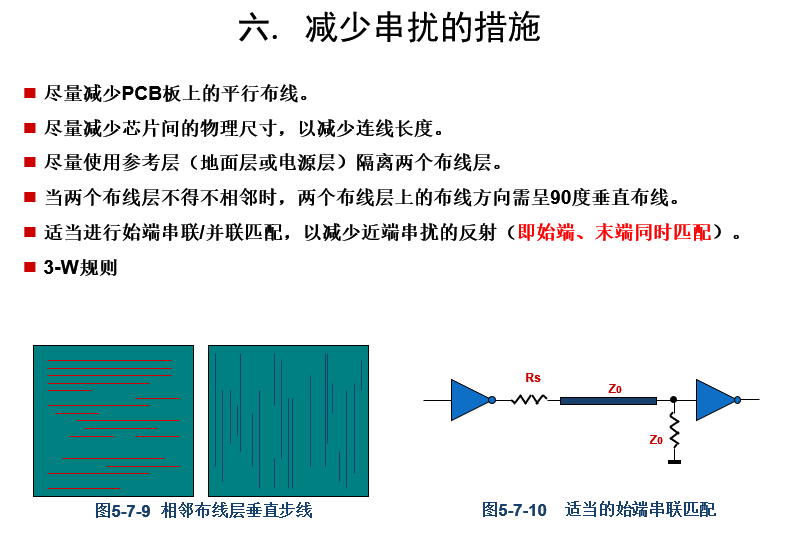 六. 减少串扰的措施
尽量减少PCB板上的平行布线。
尽量减少芯片间的物理尺寸，以减少连线长度。
尽量使用参考层（地面层或电源层）隔离两个布线层。
当两个布线层不得不相邻时，两个布线层上的布线方向需呈90度垂直布线。
适当进行始端串联/并联匹配，以减少近端串扰的反射（即始端、末端同时匹配）。
3-W规则
Rs
Z0
Z0
图5-7-9 相邻布线层垂直步线
图5-7-10 适当的始端串联匹配